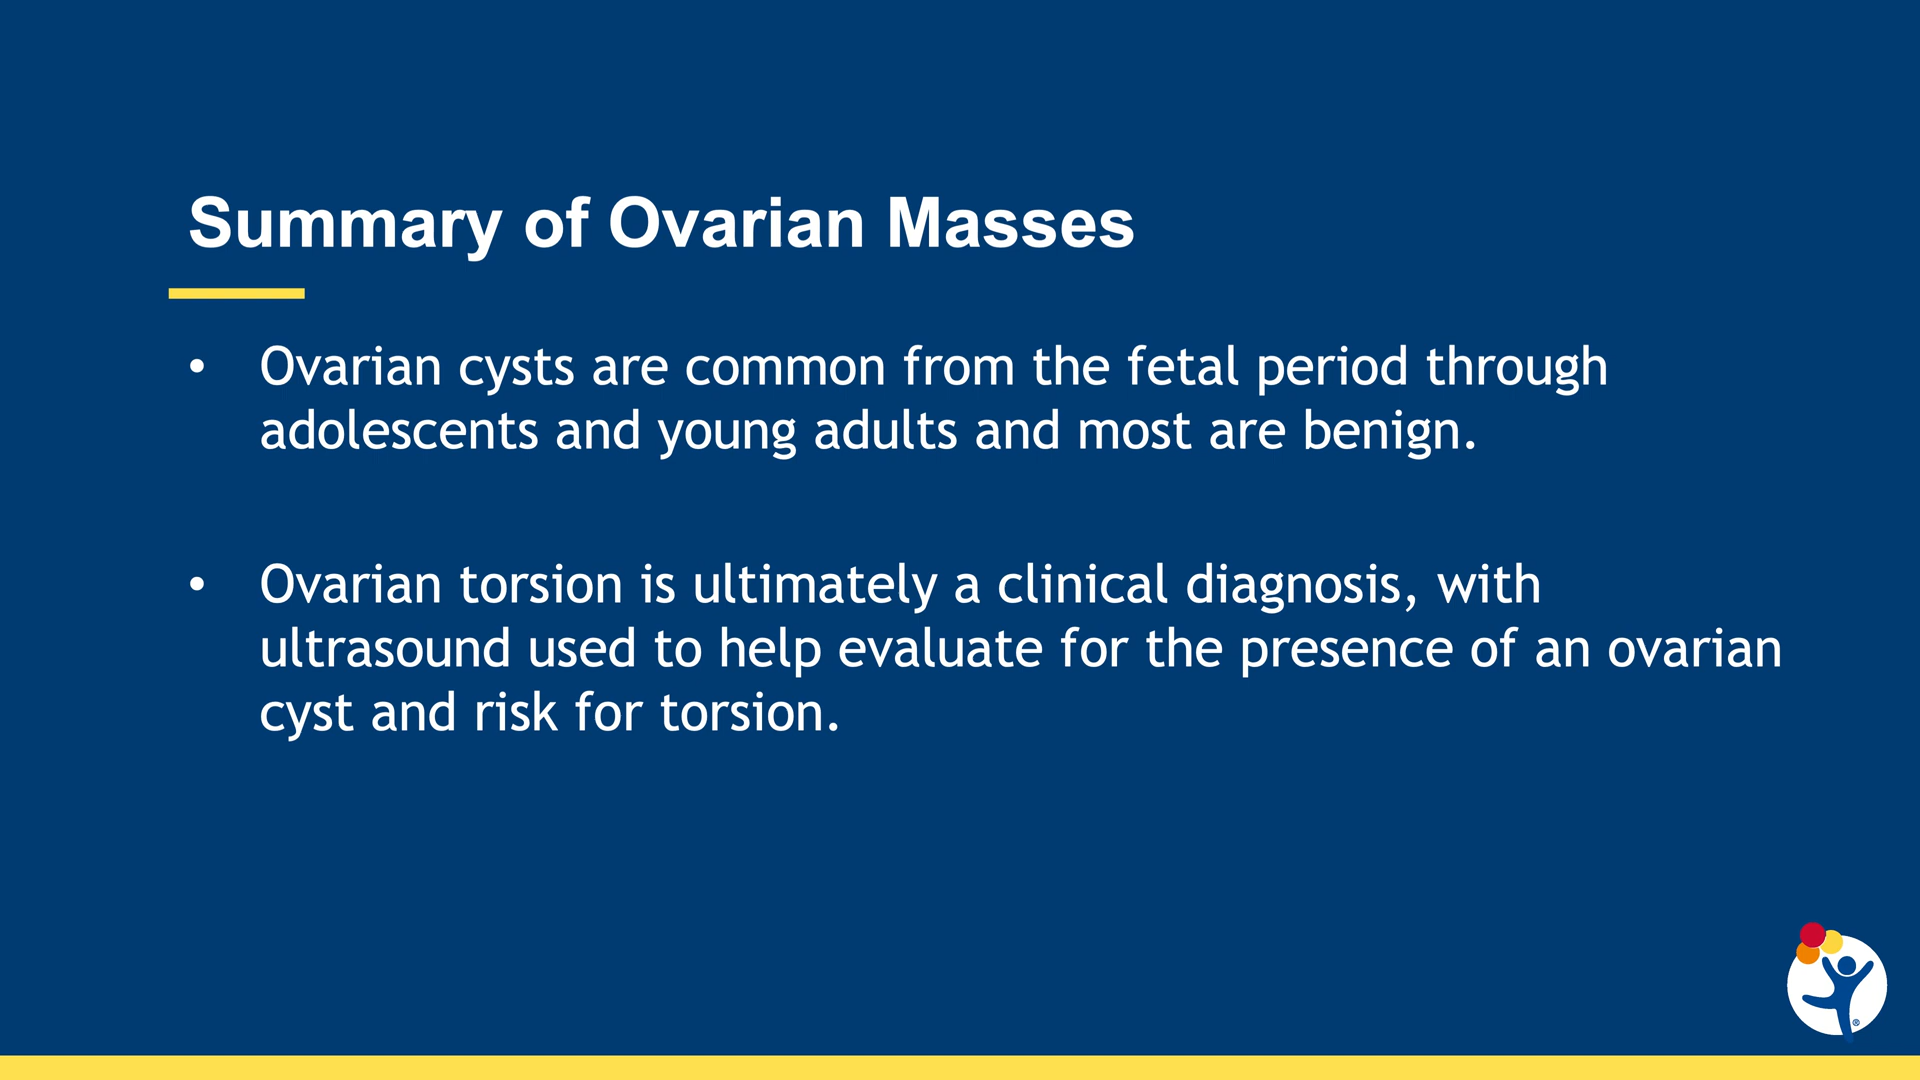 Summary of Ovarian Masses
• Ovarian cysts are common from the fetal period through
adolescents and young adults and most are benign.
• Ovarian torsion is ultimately a clinical diagnosis, with
ultrasound used to help evaluate for the presence of an ovarian
cyst and risk for torsion.
®